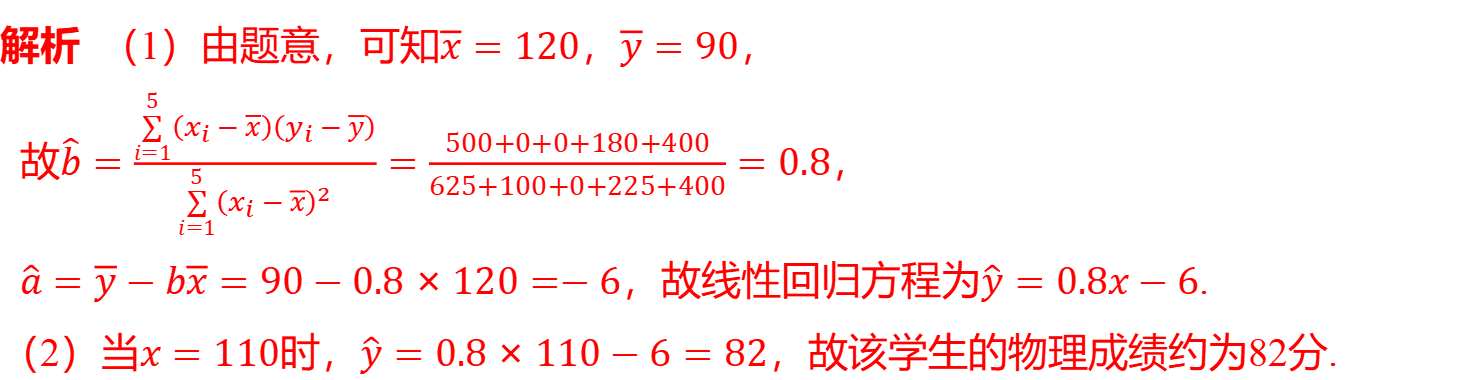 解析 （1）由题意，可知x̅ = 120，y̅ = 90，
故b̂ = \frac{\sum_{i=1}^{5}(x_i − x̅)(y_i − y̅)}{\sum_{i=1}^{5}(x_i − x̅)²} = \frac{500+0+0+180+400}{625+100+0+225+400} = 0.8，
â = y̅ − bx̅ = 90 − 0.8 × 120 =− 6，故线性回归方程为ŷ = 0.8x − 6.
（2）当x = 110时，ŷ = 0.8 × 110 − 6 = 82，故该学生的物理成绩约为82分.